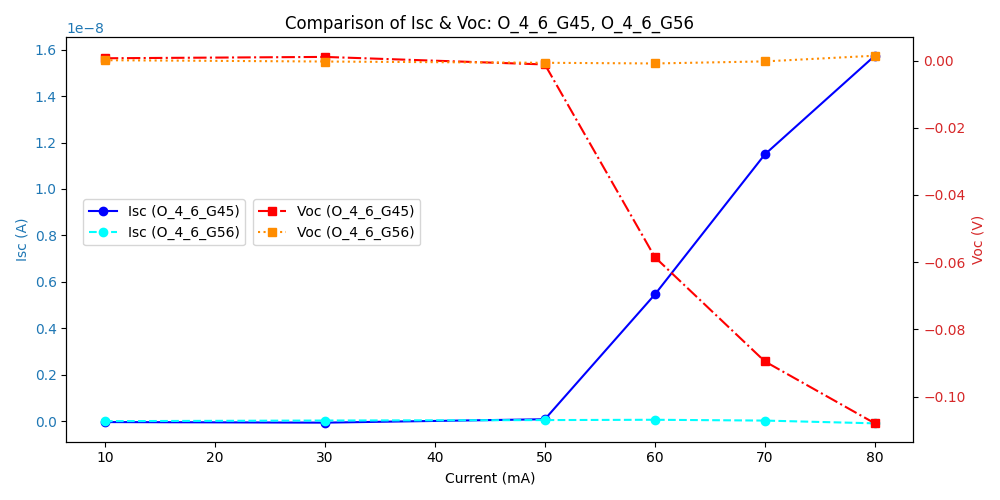 Comparison of Isc & Voc: O_4_6_G45, O_4_6_G56
1e−8
1.6
1.4
1.2
1.0
0.8
0.6
0.4
0.2
0.0
Isc (A)
Isc (O_4_6_G45)
Isc (O_4_6_G56)
Voc (O_4_6_G45)
Voc (O_4_6_G56)
0.00
−0.02
−0.04
−0.06
−0.08
−0.10
Voc (V)
10 20 30 40 50 60 70 80
Current (mA)